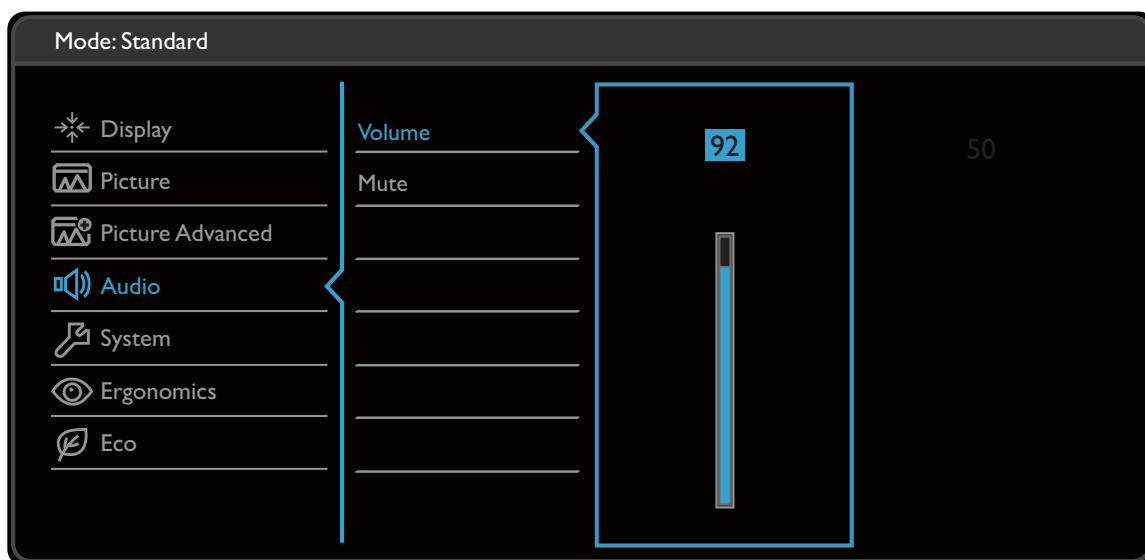 Mode: Standard
Display
Picture
Picture Advanced
Audio
System
Ergonomics
Eco
Volume
Mute
92
50